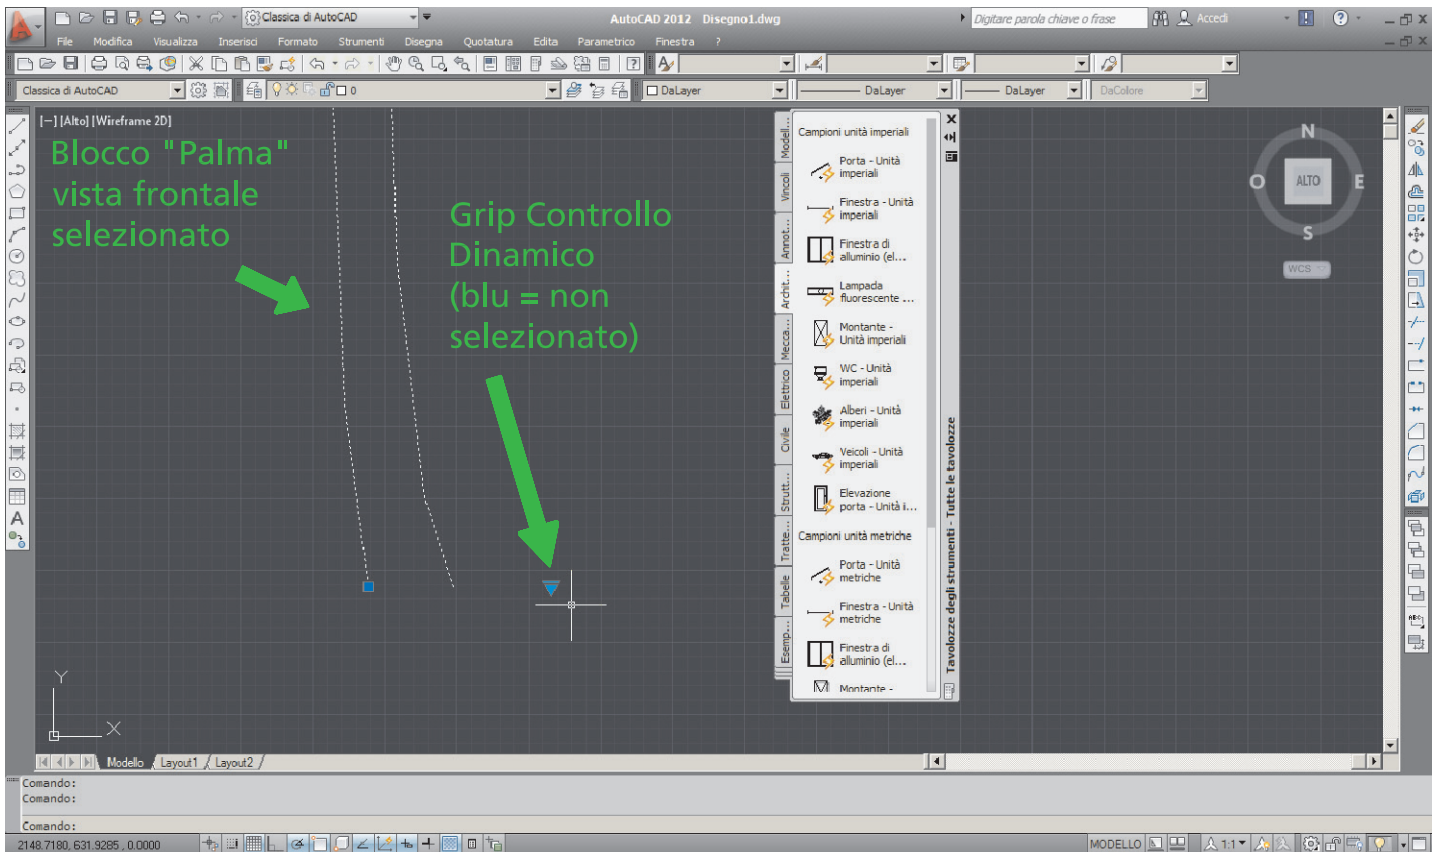 Classica di AutoCAD
AutoCAD 2012 Disegno1.dwg
Digitare parola chiave o frase
Accedi
File Modifica Visualizza Inserisci Formato Strumenti Disegna Quotatura Edita Parametrico Finestra ?
Classica di AutoCAD
0
DaLayer
DaLayer
DaLayer
DaColore
[−] [Alto] [Wireframe 2D]
Blocco "Palma"
vista frontale
selezionato
Grip Controllo
Dinamico
(blu = non
selezionato)
Modell...
Vincoli
Annot...
Archit...
Mecca...
Elettrico
Civile
Strutt...
Tratte...
Tabelle
Esemp...
Campioni unità imperiali
Porta - Unità
imperiali
Finestra - Unità
imperiali
Finestra di
alluminio (el...
Lampada
fluorescente ...
Montante -
Unità imperiali
WC - Unità
imperiali
Alberi - Unità
imperiali
Veicoli - Unità
imperiali
Elevazione
porta - Unità i...
Campioni unità metriche
Porta - Unità
metriche
Finestra - Unità
metriche
Finestra di
alluminio (el...
Montante -
Tavolozze degli strumenti - Tutte le tavolozze
N
O
ALTO
E
S
WCS
A
ABC
Y
X
Modello Layout1 Layout2
Comando:
Comando:
Comando:
2148.7180, 631.9285 , 0.0000
MODELLO
1:1